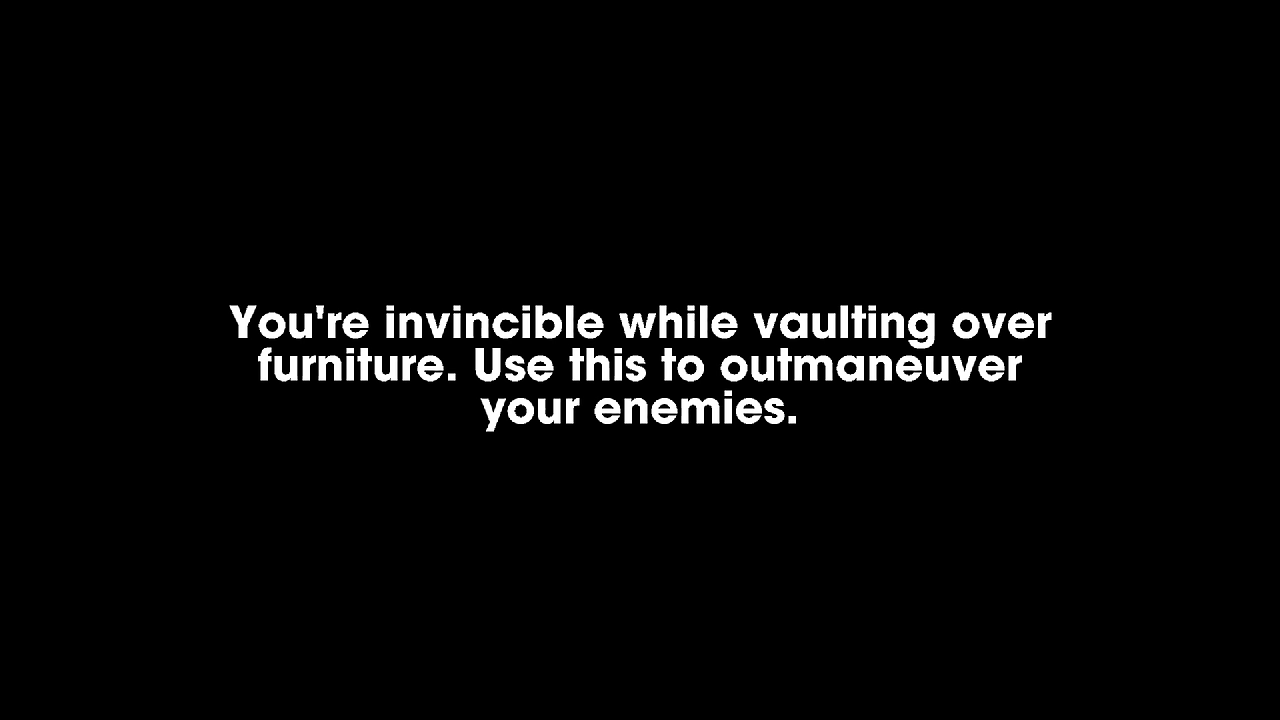 You're invincible while vaulting over
furniture. Use this to outmaneuver
your enemies.